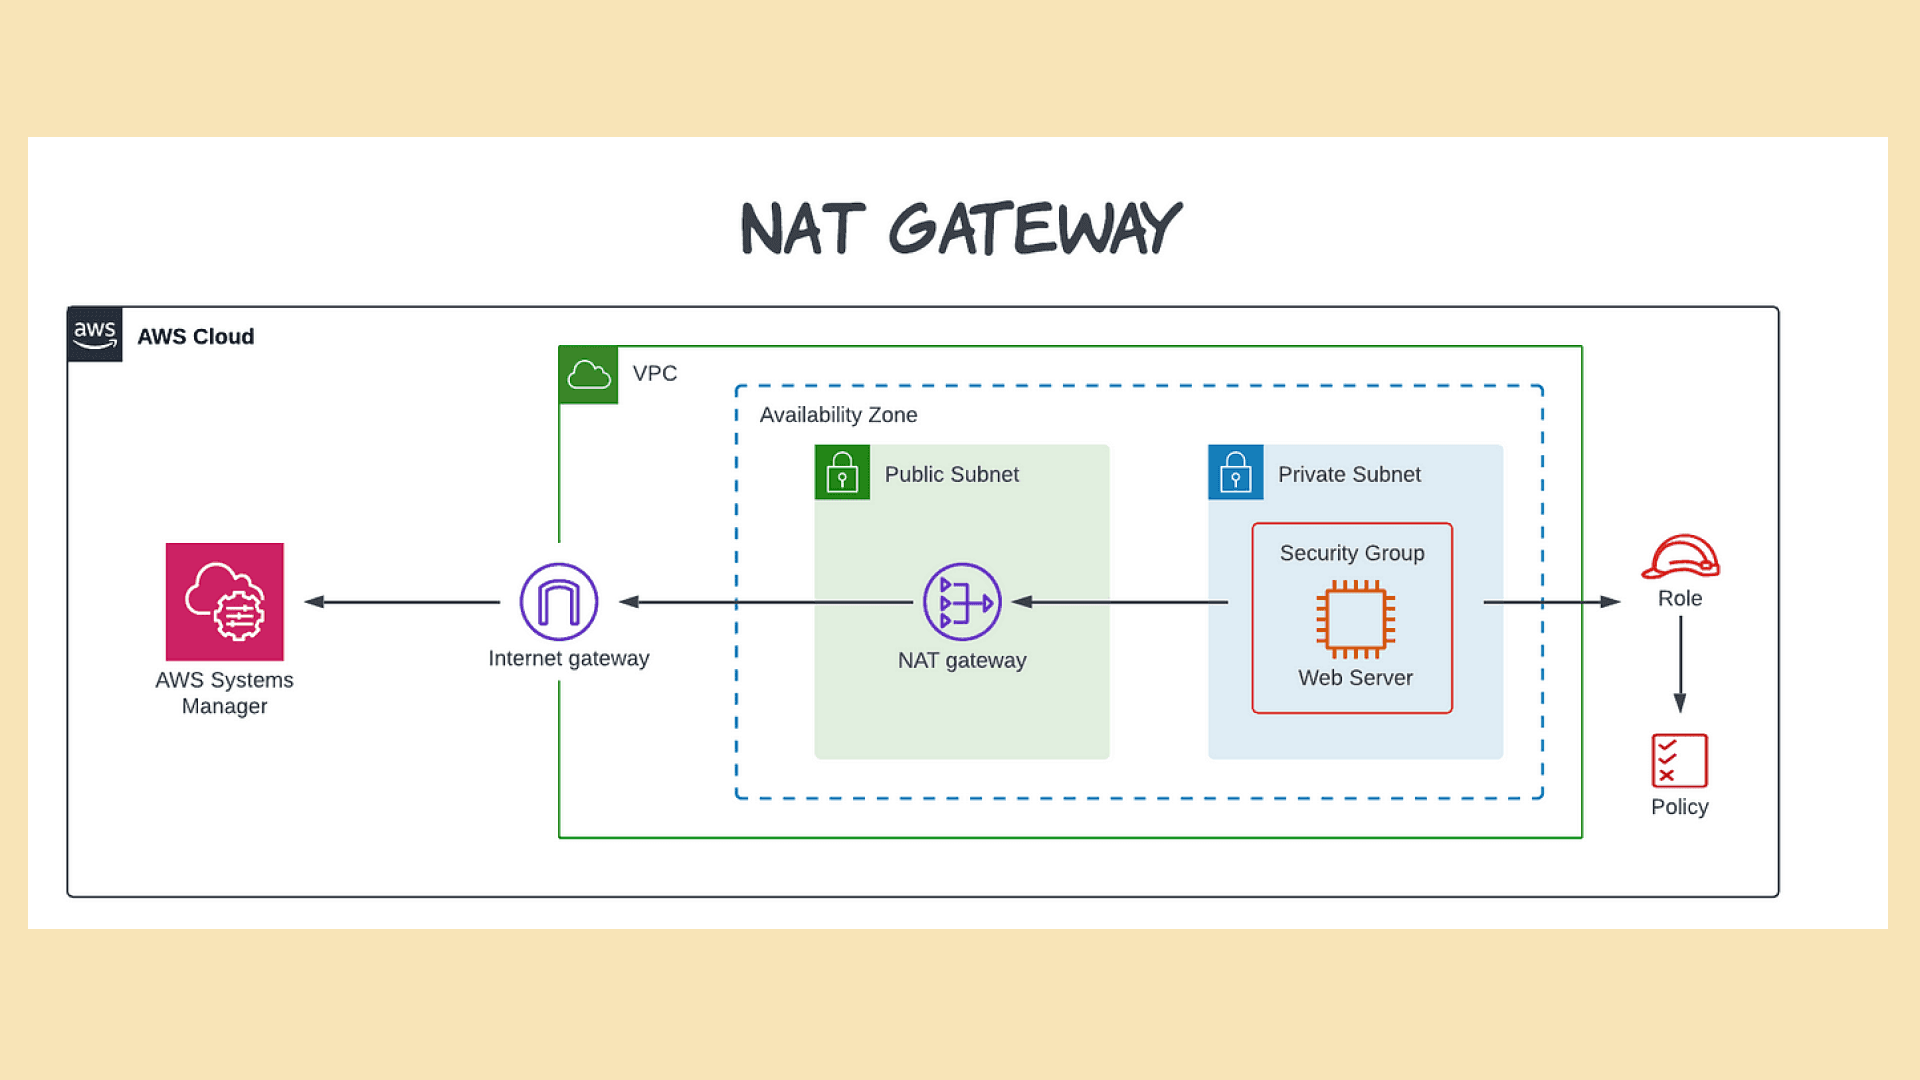 NAT GATEWAY
aws
AWS Cloud
VPC
Availability Zone
Public Subnet
Private Subnet
Security Group
Web Server
NAT gateway
Internet gateway
AWS Systems
Manager
Role
Policy